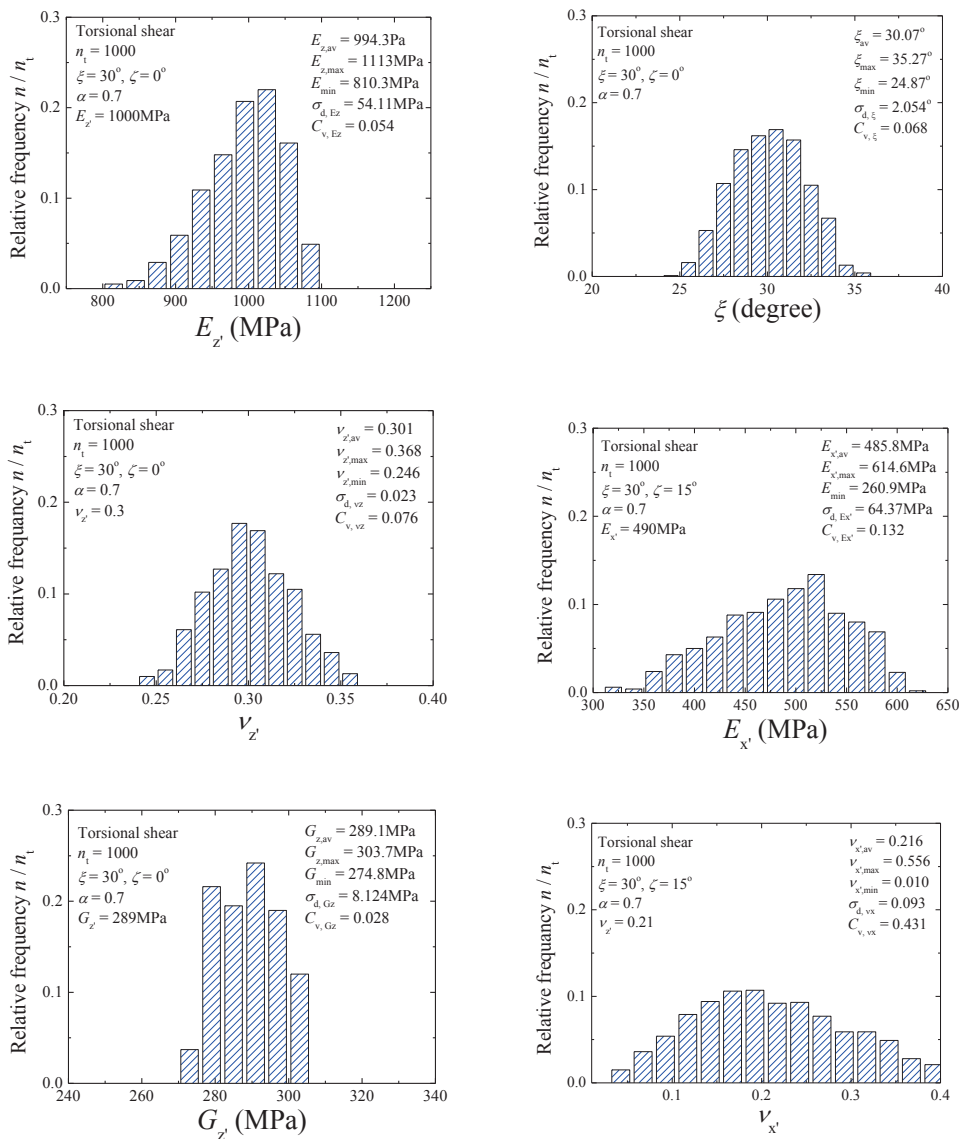 0.3
0.2
0.1
0.0
Relative frequency n / nₜ
Torsional shear
nₜ = 1000
ξ = 30°, ζ = 0°
α = 0.7
E_z' = 1000MPa
E_z,av = 994.3Pa
E_z,max = 1113MPa
E_min = 810.3MPa
σ_d, Ez = 54.11MPa
C_v, Ez = 0.054
800 900 1000 1100 1200
E_z' (MPa)
0.3
0.2
0.1
0.0
Relative frequency n / nₜ
Torsional shear
nₜ = 1000
ξ = 30°, ζ = 0°
α = 0.7
ξ_av = 30.07°
ξ_max = 35.27°
ξ_min = 24.87°
σ_d, ξ = 2.054°
C_v, ξ = 0.068
20 25 30 35 40
ξ (degree)
0.3
0.2
0.1
0.0
Relative frequancy n / nₜ
Torsional shear
nₜ = 1000
ξ = 30°, ζ = 0°
α = 0.7
ν_z' = 0.3
ν_z',av = 0.301
ν_z',max = 0.368
ν_z',min = 0.246
σ_d, νz = 0.023
C_v, νz = 0.076
0.20 0.25 0.30 0.35 0.40
ν_z'
0.3
0.2
0.1
0.0
Relative frequency n / nₜ
Torsional shear
nₜ = 1000
ξ = 30°, ζ = 15°
α = 0.7
E_x' = 490MPa
E_x',av = 485.8MPa
E_x',max = 614.6MPa
E_min = 260.9MPa
σ_d, Ex' = 64.37MPa
C_v, Ex' = 0.132
300 350 400 450 500 550 600 650
E_x' (MPa)
0.3
0.2
0.1
0.0
Relative frequency n / nₜ
Torsional shear
nₜ = 1000
ξ = 30°, ζ = 0°
α = 0.7
G_z' = 289MPa
G_z,av = 289.1MPa
G_z,max = 303.7MPa
G_min = 274.8MPa
σ_d, Gz = 8.124MPa
C_v, Gz = 0.028
240 260 280 300 320 340
G_z' (MPa)
0.3
0.2
0.1
0.0
Relative frequancy n / nₜ
Torsional shear
nₜ = 1000
ξ = 30°, ζ = 15°
α = 0.7
ν_z' = 0.21
ν_x',av = 0.216
ν_x',max = 0.556
ν_x',min = 0.010
σ_d, νx = 0.093
C_v, νx = 0.431
0.1 0.2 0.3 0.4
ν_x'